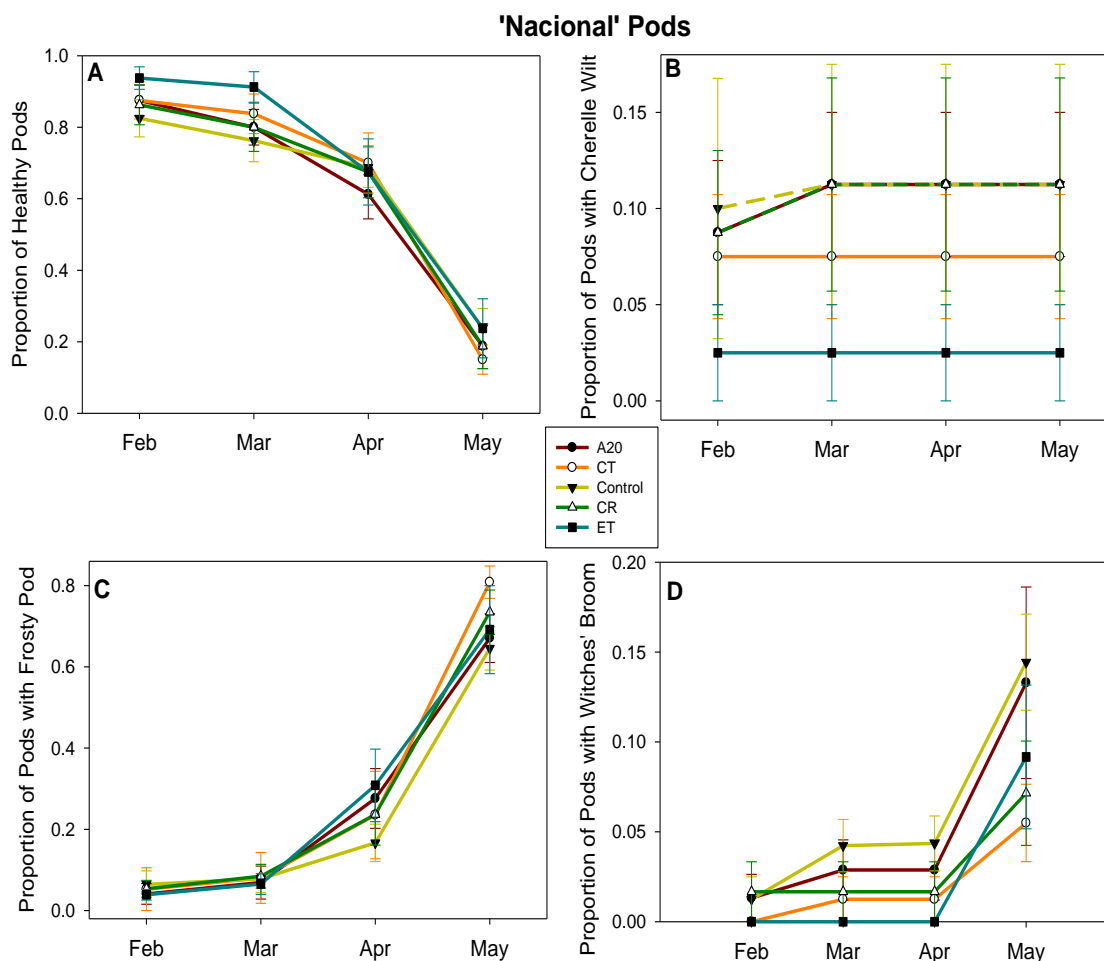 'Nacional' Pods
A
Proportion of Healthy Pods
1.0
0.8
0.6
0.4
0.2
0.0
Feb Mar Apr May
B
Proportion of Pods with Cherelle Wilt
0.15
0.10
0.05
0.00
Feb Mar Apr May
A20
CT
Control
CR
ET
C
Proportion of Pods with Frosty Pod
0.8
0.6
0.4
0.2
0.0
Feb Mar Apr May
D
Proportion of Pods with Witches' Broom
0.20
0.15
0.10
0.05
0.00
Feb Mar Apr May